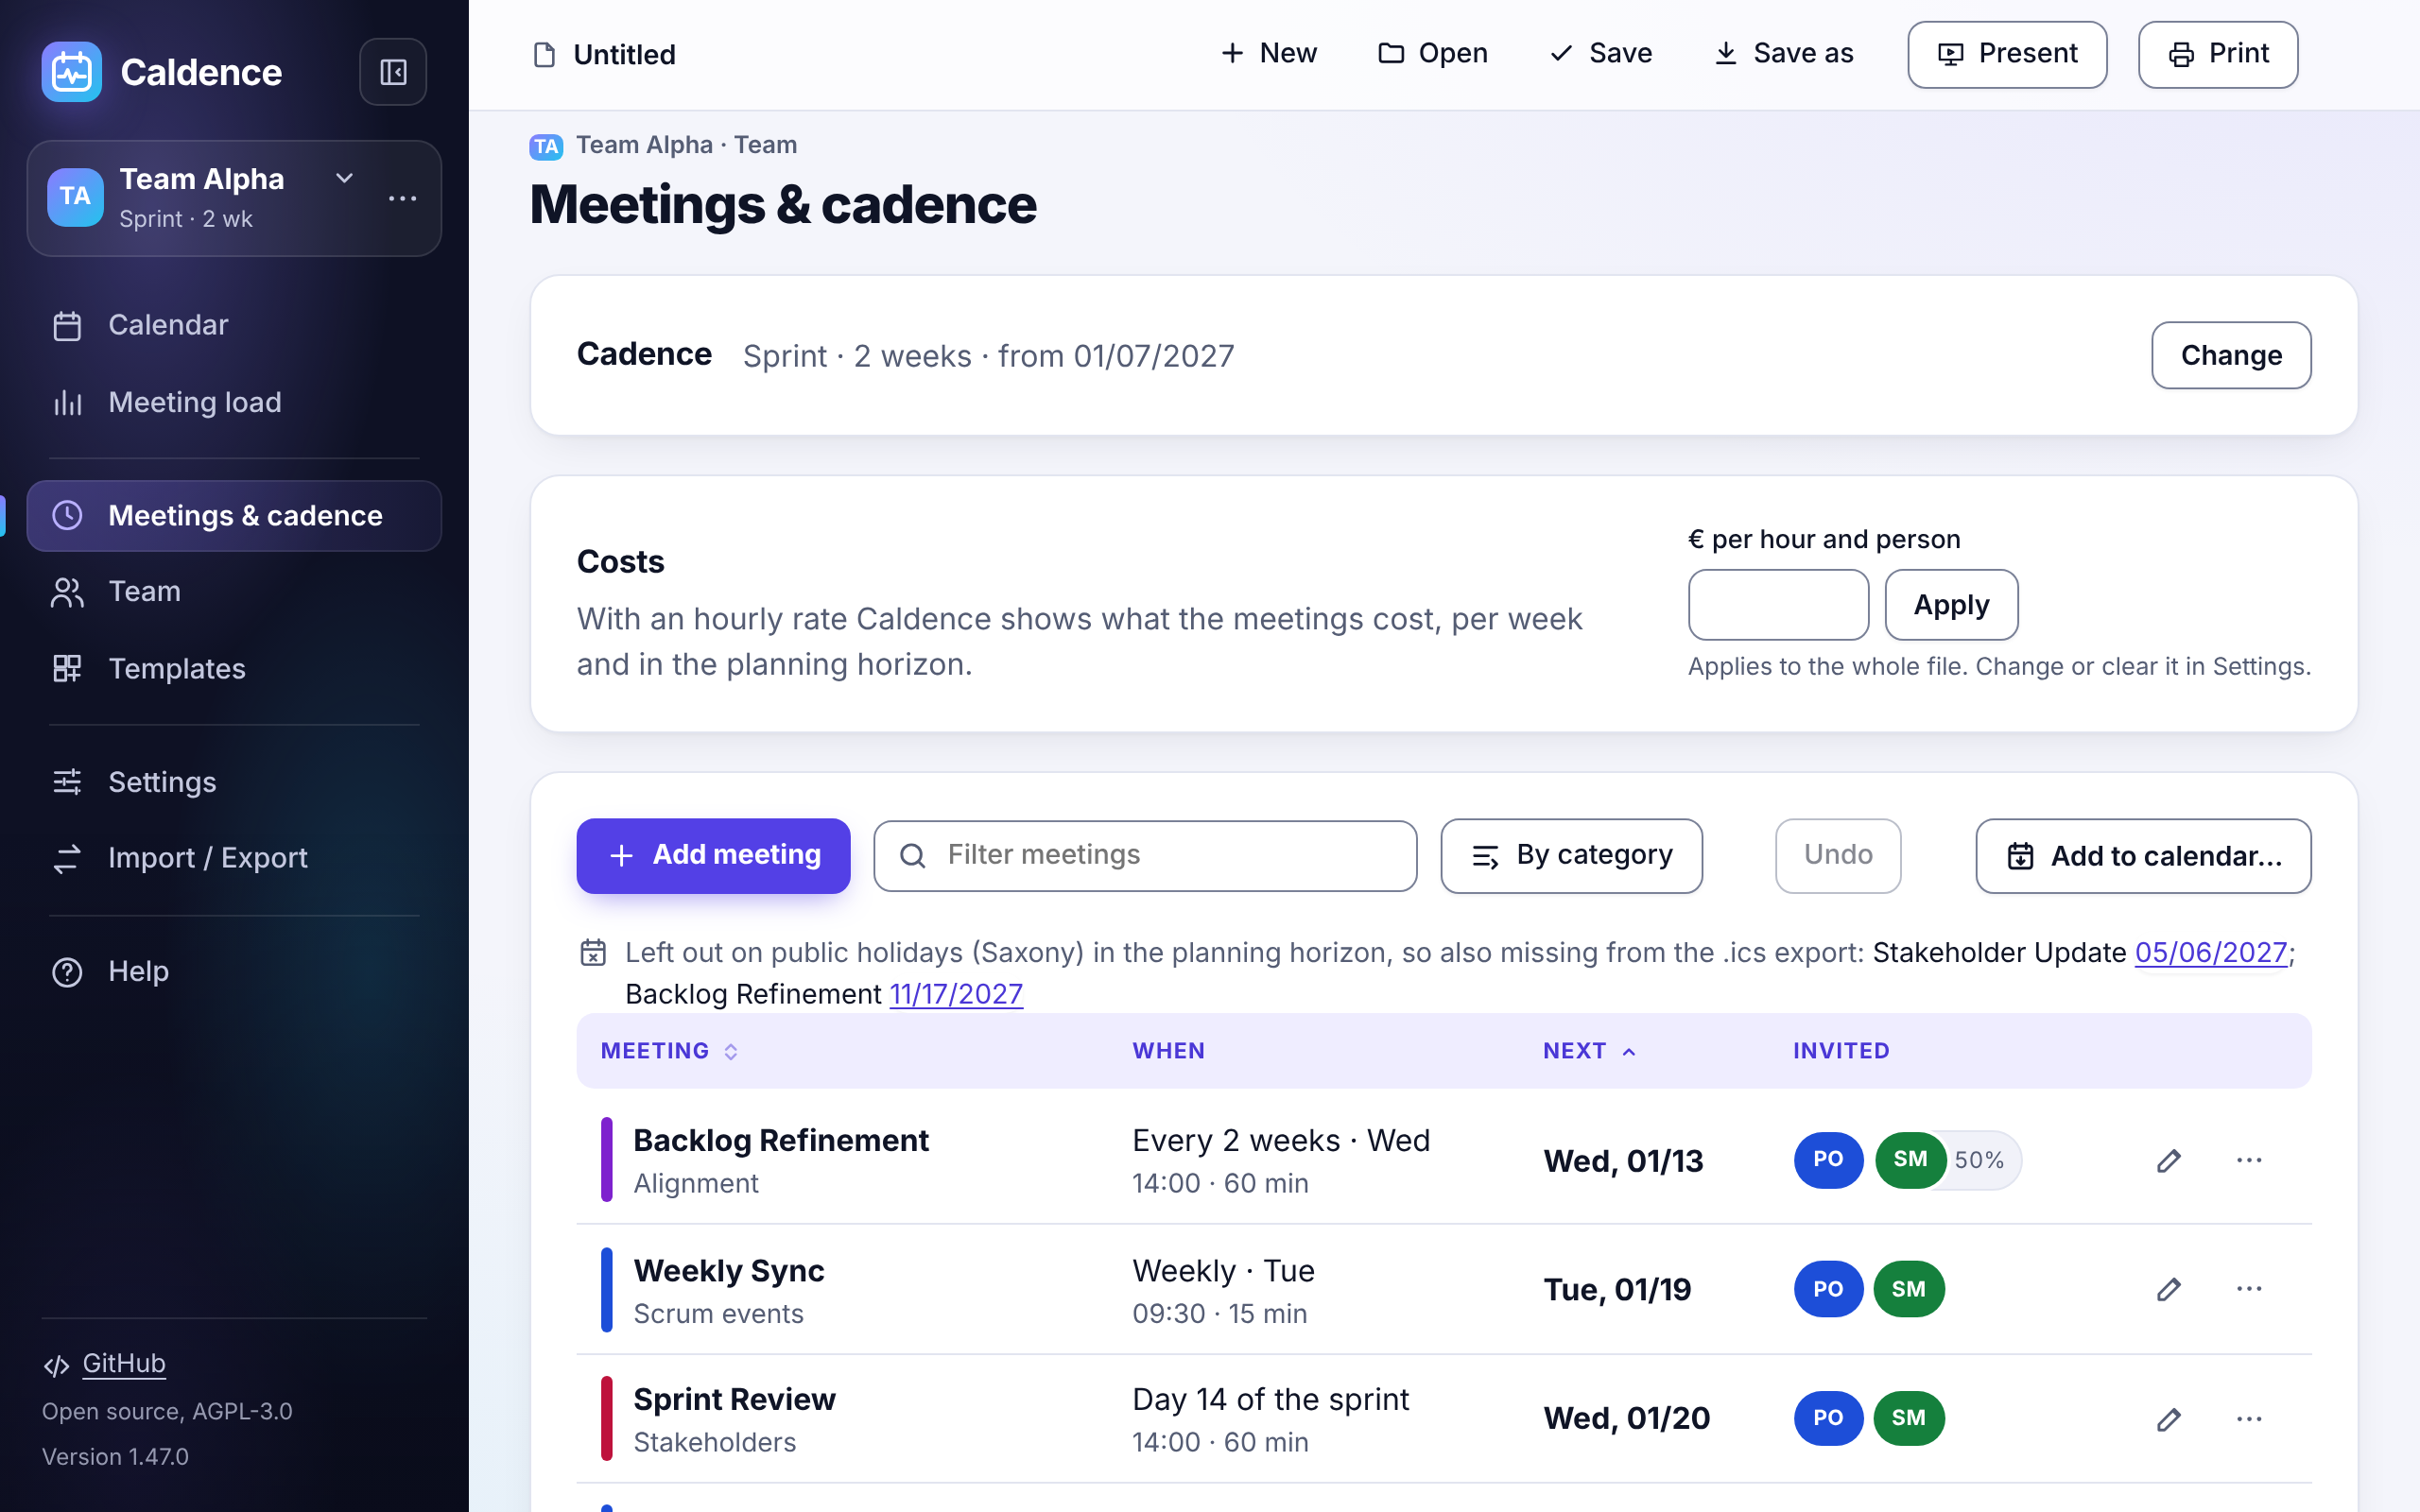 Caldence
TA
Team Alpha
Sprint · 2 wk
Calendar
Meeting load
Meetings & cadence
Team
Templates
Settings
Import / Export
Help
GitHub
Open source, AGPL-3.0
Version 1.47.0
Untitled
New
Open
Save
Save as
Present
Print
TA Team Alpha · Team
Meetings & cadence
Cadence Sprint · 2 weeks · from 01/07/2027
Change
Costs
With an hourly rate Caldence shows what the meetings cost, per week
and in the planning horizon.
€ per hour and person
Apply
Applies to the whole file. Change or clear it in Settings.
Add meeting
Filter meetings
By category
Undo
Add to calendar...
Left out on public holidays (Saxony) in the planning horizon, so also missing from the .ics export: Stakeholder Update 05/06/2027;
Backlog Refinement 11/17/2027
MEETING WHEN NEXT INVITED
Backlog Refinement
Alignment
Every 2 weeks · Wed
14:00 · 60 min
Wed, 01/13
PO SM 50%
Weekly Sync
Scrum events
Weekly · Tue
09:30 · 15 min
Tue, 01/19
PO SM
Sprint Review
Stakeholders
Day 14 of the sprint
14:00 · 60 min
Wed, 01/20
PO SM